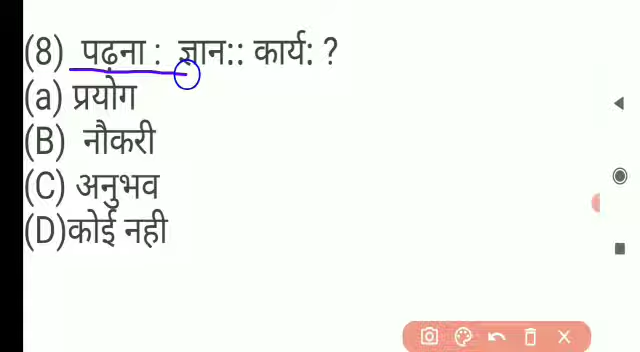 (8) पढ़ना : ज्ञान:: कार्य: ?
(a) प्रयोग
(B) नौकरी
(C) अनुभव
(D)कोई नही